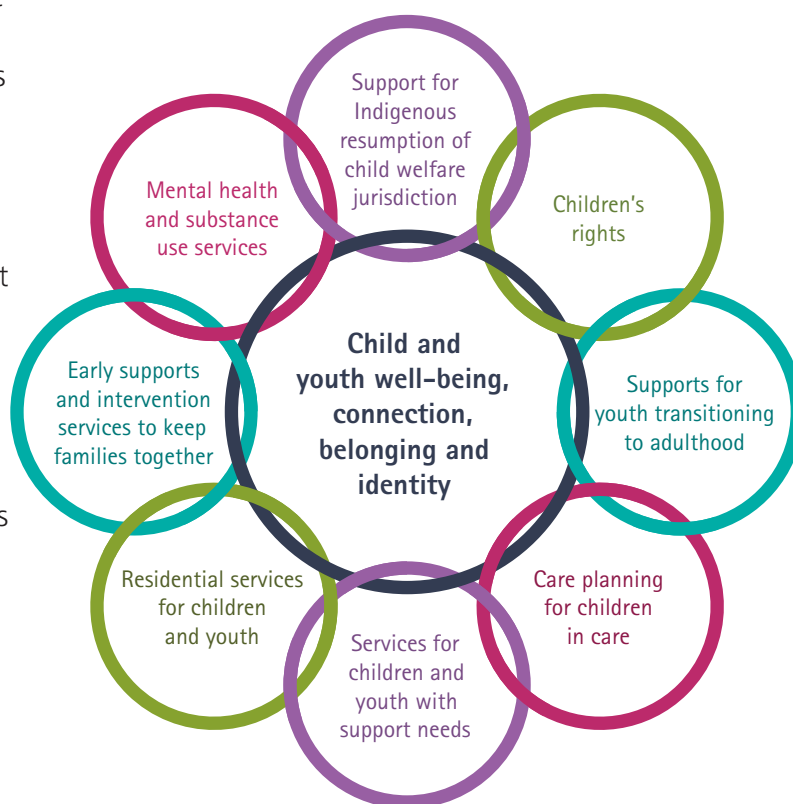 Support for
Indigenous
resumption of
child welfare
jurisdiction
Children's
rights
Supports for
youth transitioning
to adulthood
Care planning
for children
in care
Services for
children and
youth with
support needs
Residential services
for children
and youth
Early supports
and intervention
services to keep
families together
Mental health
and substance
use services
Child and
youth well-being,
connection,
belonging and
identity